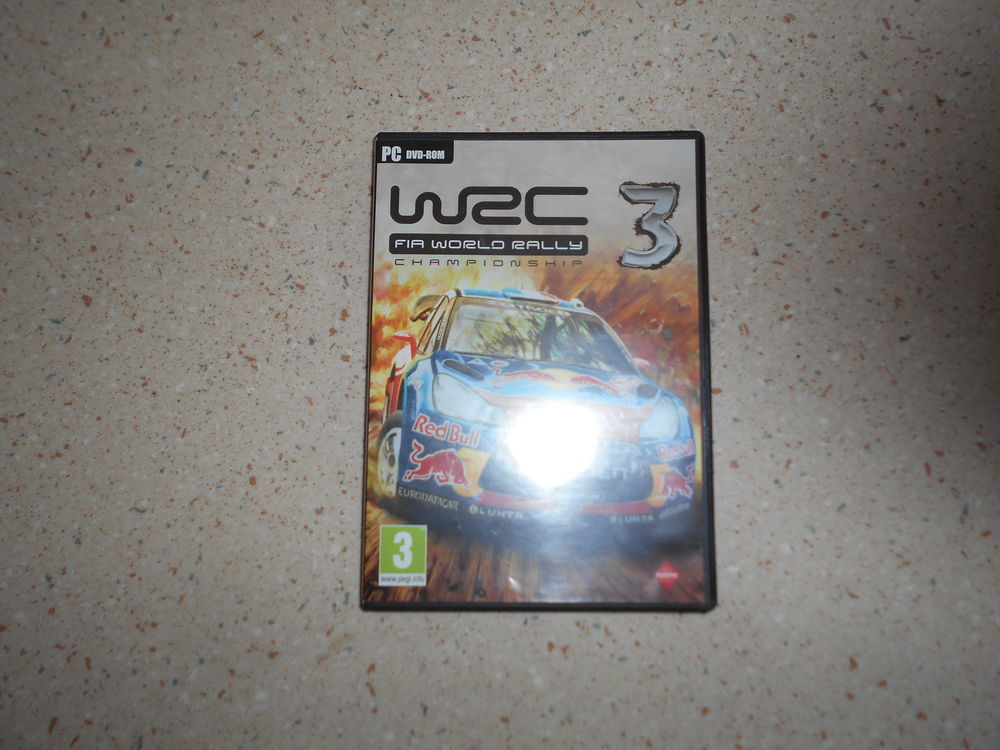 PC DVD-ROM
WRC 3
FIA WORLD RALLY
CHAMPIONSHIP
Red Bull
Red Bull
EURODATACAR
LUHTA
LUHTA
3
www.pegi.info